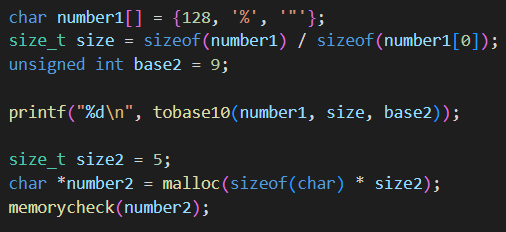 char number1[] = {128, '%', '"'};
size_t size = sizeof(number1) / sizeof(number1[0]);
unsigned int base2 = 9;
printf("%d\n", tobase10(number1, size, base2));
size_t size2 = 5;
char *number2 = malloc(sizeof(char) * size2);
memorycheck(number2);